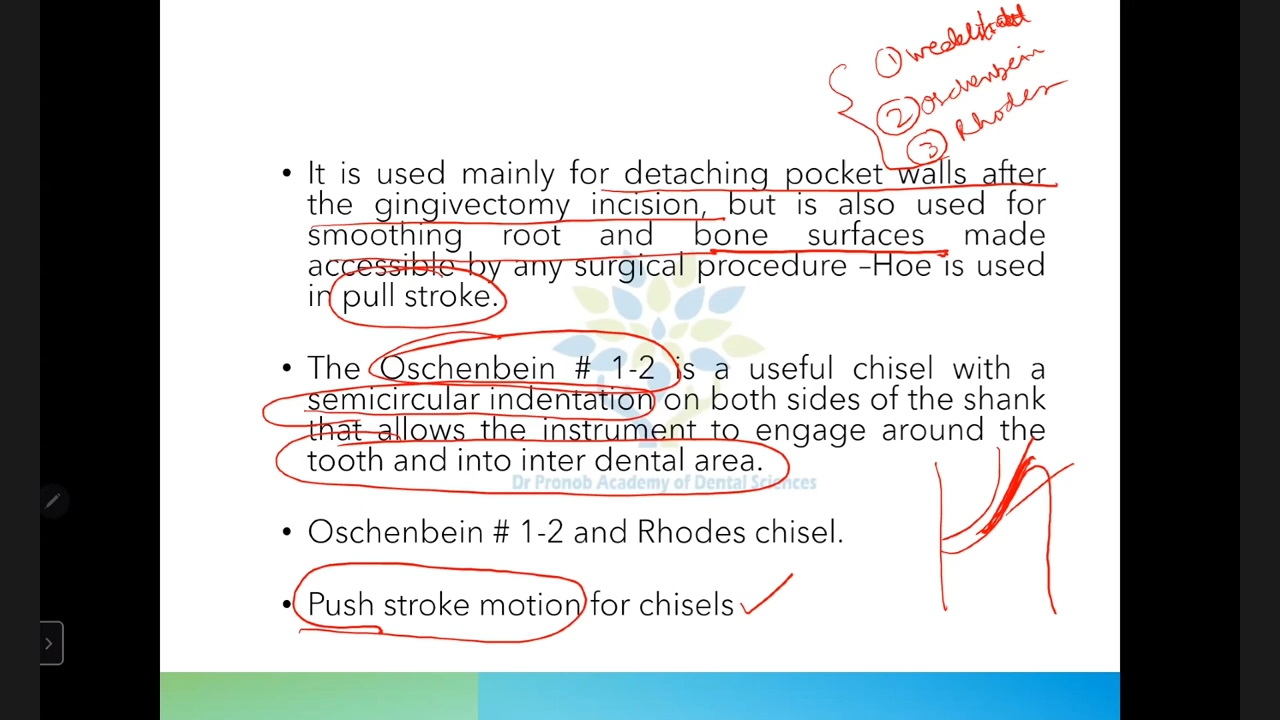 ① wedelstadt
② Oschenbein
③ Rhodes
• It is used mainly for detaching pocket walls after
the gingivectomy incision, but is also used for
smoothing root and bone surfaces made
accessible by any surgical procedure –Hoe is used
in pull stroke.
• The Oschenbein # 1-2 is a useful chisel with a
semicircular indentation on both sides of the shank
that allows the instrument to engage around the
tooth and into inter dental area.
Dr Pronob Academy of Dental Sciences
• Oschenbein # 1-2 and Rhodes chisel.
• Push stroke motion for chisels